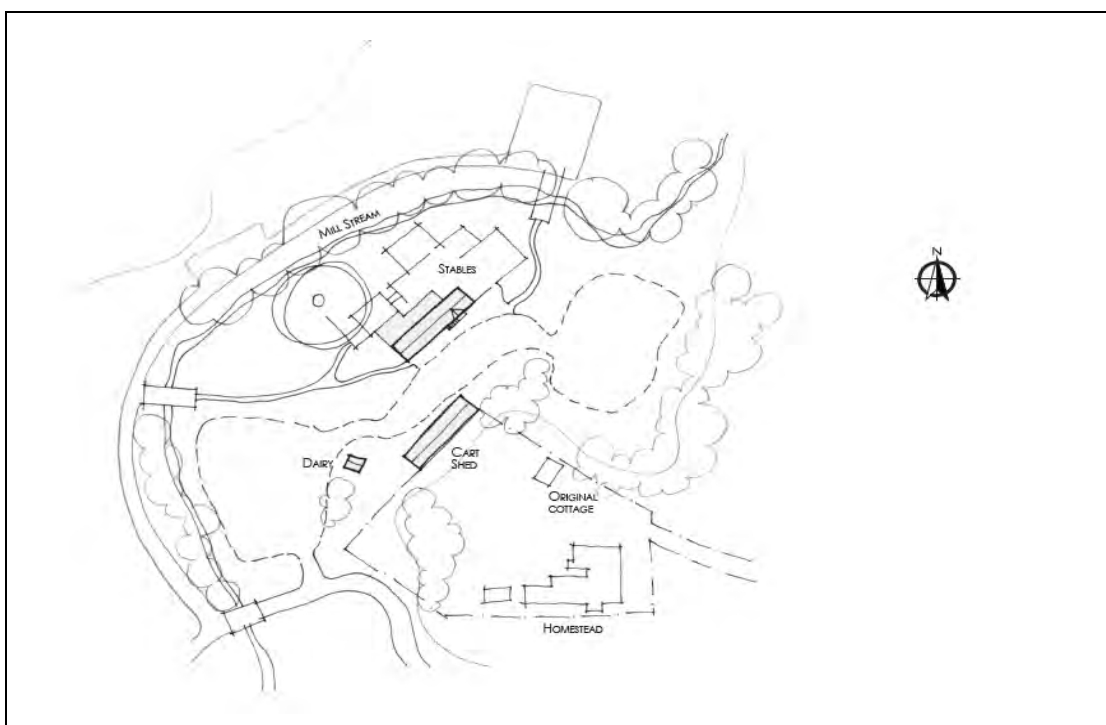 N
MILL STREAM
STABLES
CART
SHED
DAIRY
ORIGINAL
COTTAGE
HOMESTEAD